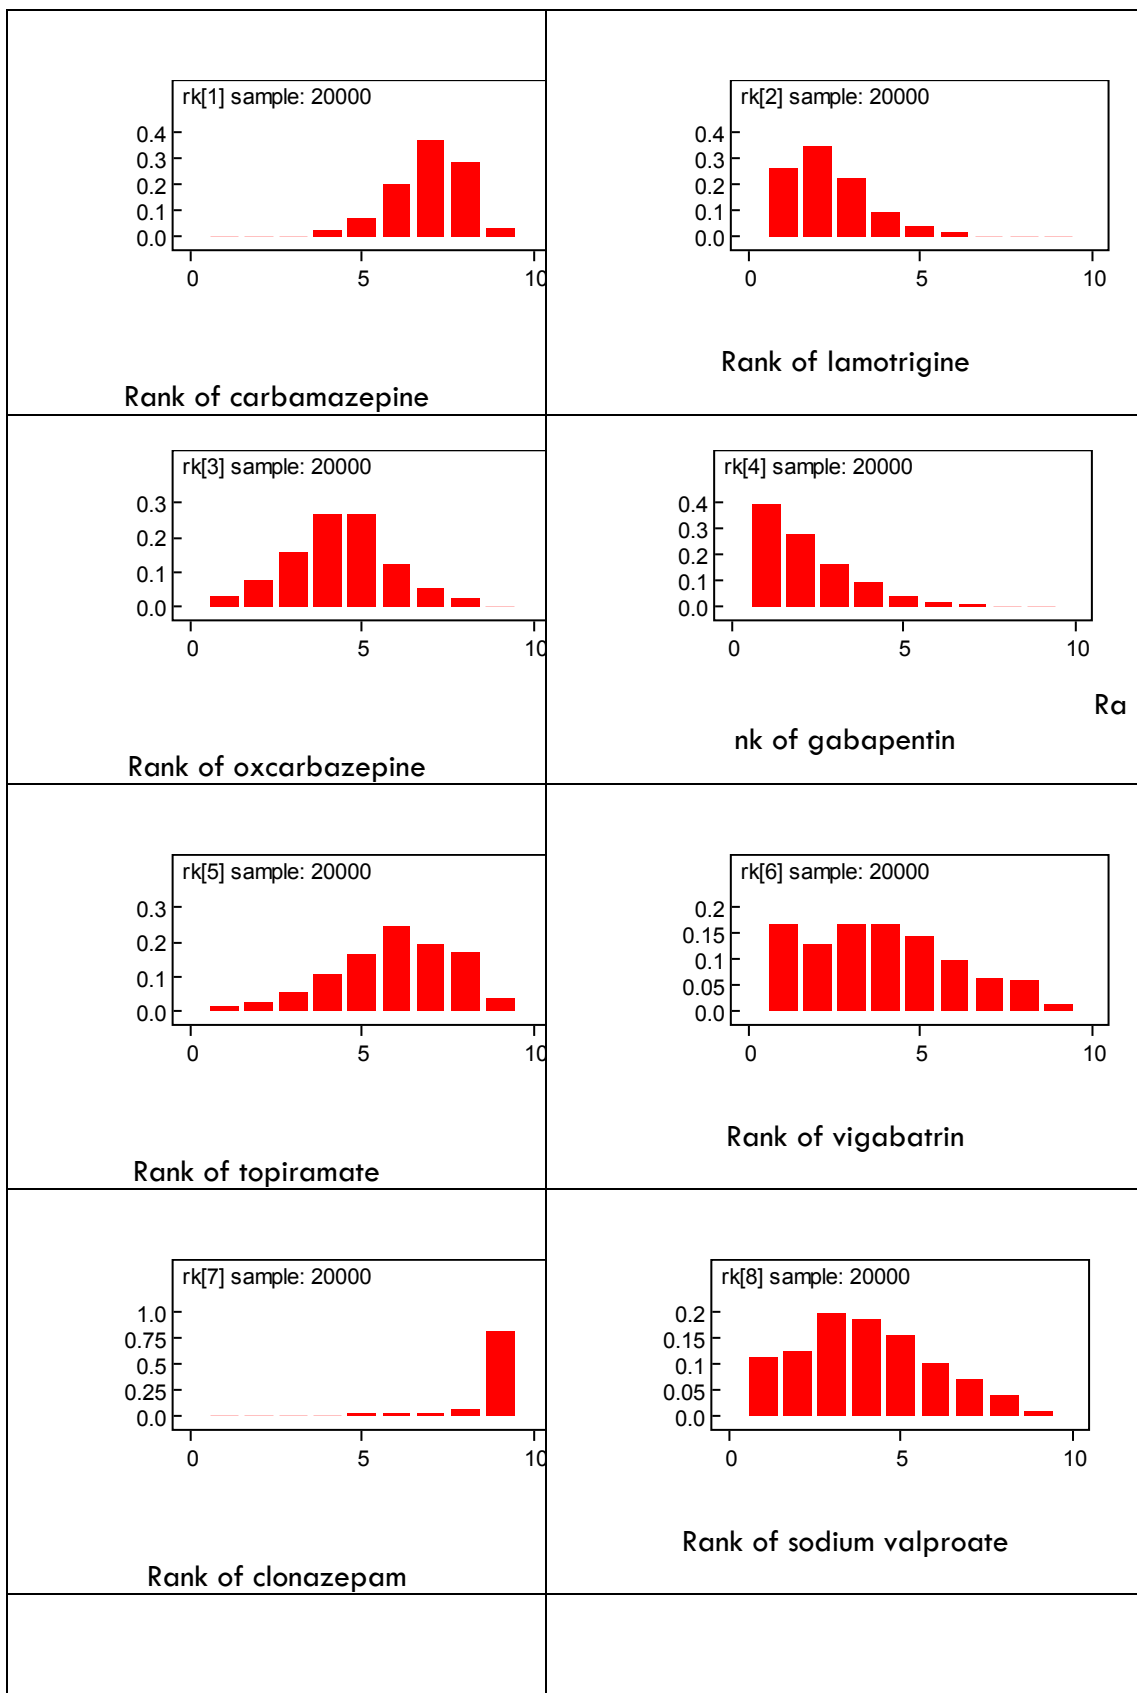 rk[1] sample: 20000
0.4
0.3
0.2
0.1
0.0
0 5 10
Rank of carbamazepine
rk[2] sample: 20000
0.4
0.3
0.2
0.1
0.0
0 5 10
Rank of lamotrigine
rk[3] sample: 20000
0.3
0.2
0.1
0.0
0 5 10
Rank of oxcarbazepine
rk[4] sample: 20000
0.4
0.3
0.2
0.1
0.0
0 5 10
Ra
nk of gabapentin
rk[5] sample: 20000
0.3
0.2
0.1
0.0
0 5 10
Rank of topiramate
rk[6] sample: 20000
0.2
0.15
0.1
0.05
0.0
0 5 10
Rank of vigabatrin
rk[7] sample: 20000
1.0
0.75
0.5
0.25
0.0
0 5 10
Rank of clonazepam
rk[8] sample: 20000
0.2
0.15
0.1
0.05
0.0
0 5 10
Rank of sodium valproate